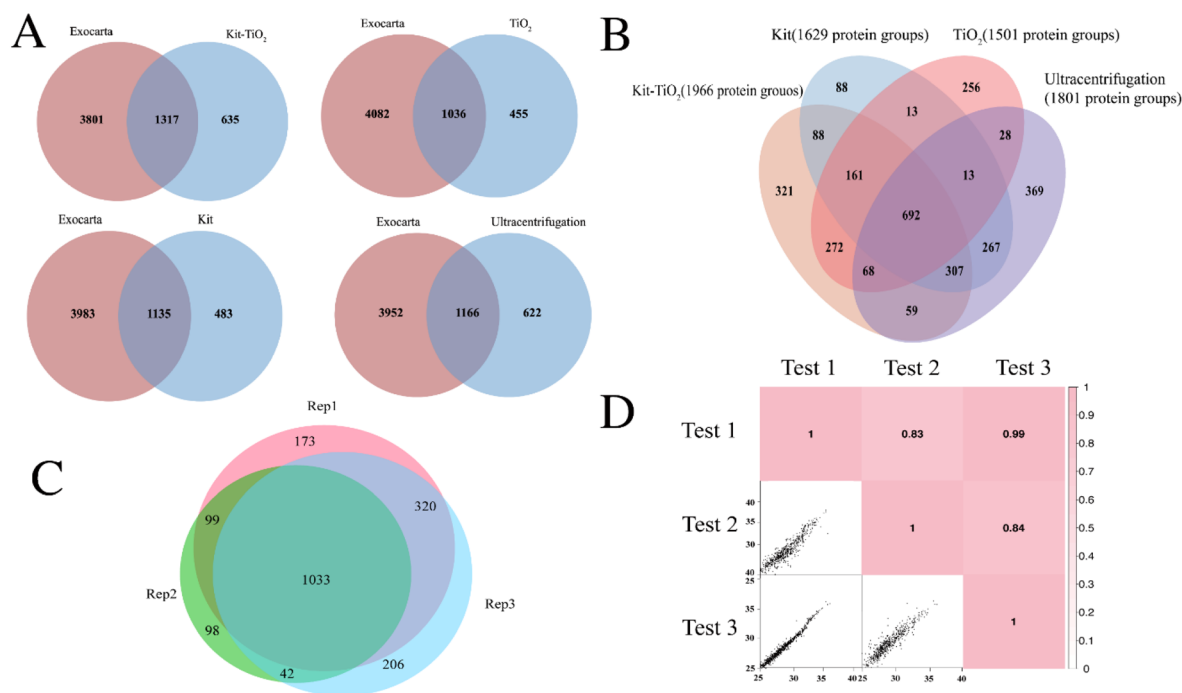 A
Exocarta
Kit-TiO2
3801
1317
635
Exocarta
TiO2
4082
1036
455
Exocarta
Kit
3983
1135
483
Exocarta
Ultracentrifugation
3952
1166
622
B
Kit(1629 protein groups)
TiO2(1501 protein groups)
Kit-TiO2(1966 protein gruos)
Ultracentrifugation
(1801 protein groups)
88
256
13
88
28
161
13
321
369
692
272
267
68
307
59
C
Rep1
173
99
320
1033
Rep2
Rep3
98
42
206
D
Test 1
Test 2
Test 3
Test 1
1
0.83
0.99
Test 2
40
35
30
40
1
0.84
Test 3
25
35
30
25
1
25
30
35
40
25
30
35
40
1
0.9
0.8
0.7
0.6
0.5
0.4
0.3
0.2
0.1
0